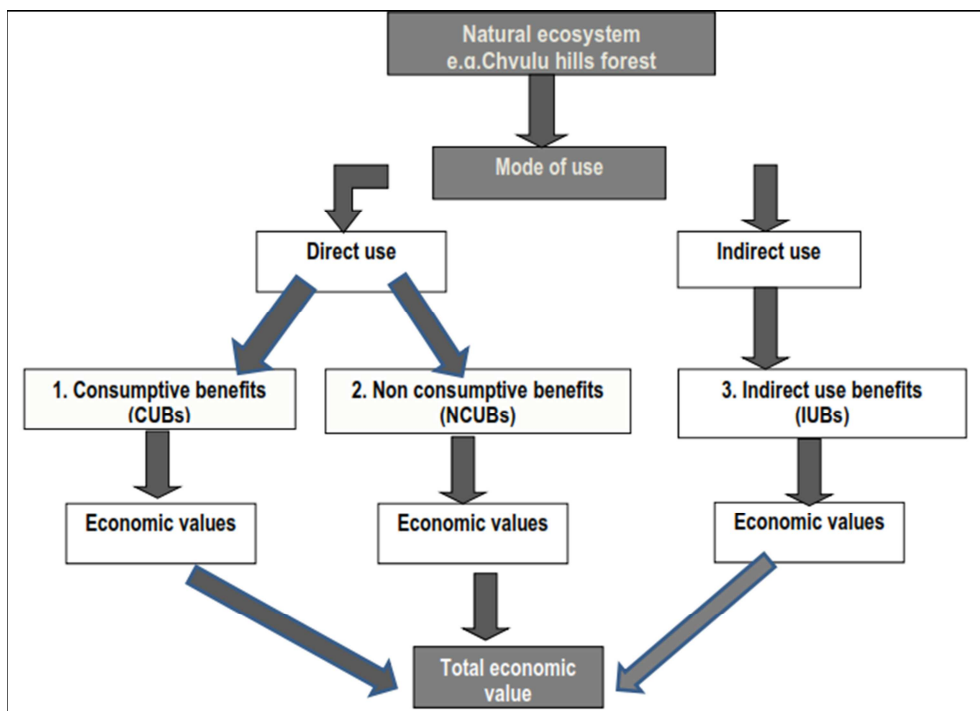 Natural ecosystem
e.g.Chyulu hills forest
Mode of use
Direct use
Indirect use
1. Consumptive benefits
(CUBs)
2. Non consumptive benefits
(NCUBs)
3. Indirect use benefits
(IUBs)
Economic values
Economic values
Economic values
Total economic
value